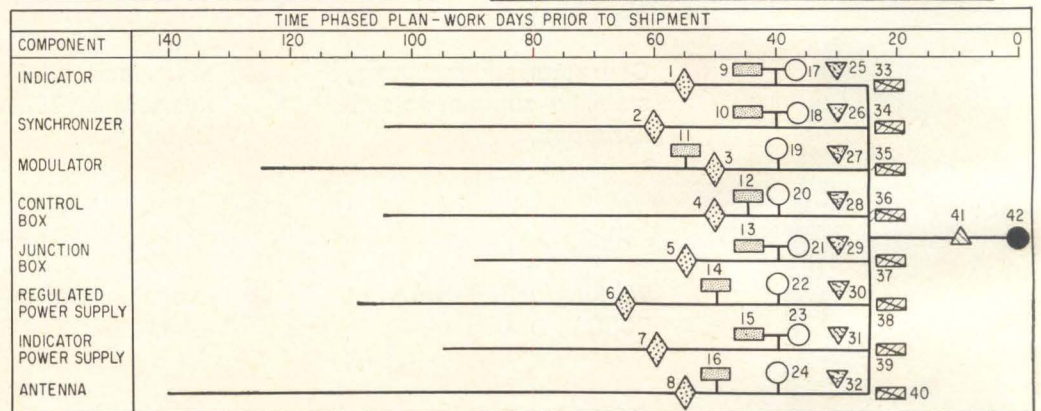 TIME PHASED PLAN-WORK DAYS PRIOR TO SHIPMENT
COMPONENT
140 120 100 80 60 40 20 0
INDICATOR
1 9 17 25 33
SYNCHRONIZER
2 10 18 26 34
MODULATOR
11 3 19 27 35
CONTROL
BOX
4 12 20 28 36
41 42
JUNCTION
BOX
5 13 21 29 37
REGULATED
POWER SUPPLY
6 14 22 30 38
INDICATOR
POWER SUPPLY
7 15 23 31 39
ANTENNA
8 16 24 32 40